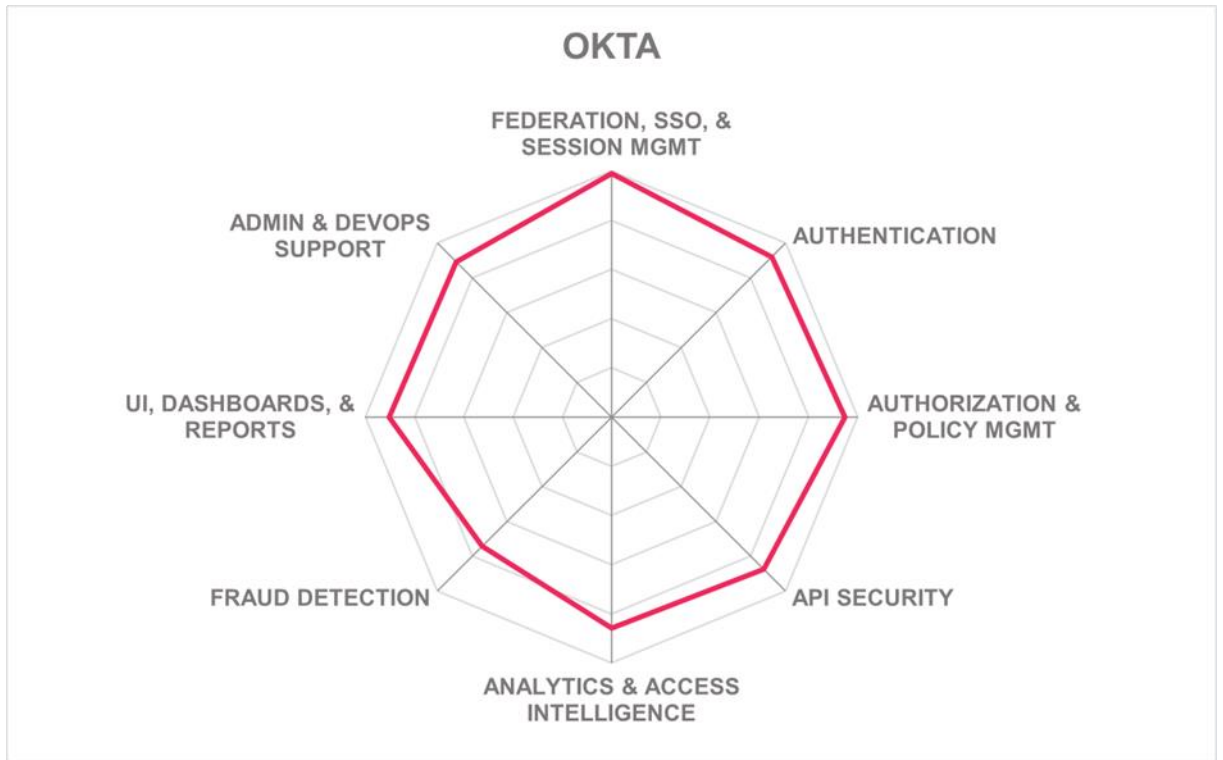 OKTA
FEDERATION, SSO, &
SESSION MGMT
ADMIN & DEVOPS
SUPPORT
AUTHENTICATION
UI, DASHBOARDS, &
REPORTS
AUTHORIZATION &
POLICY MGMT
FRAUD DETECTION
API SECURITY
ANALYTICS & ACCESS
INTELLIGENCE